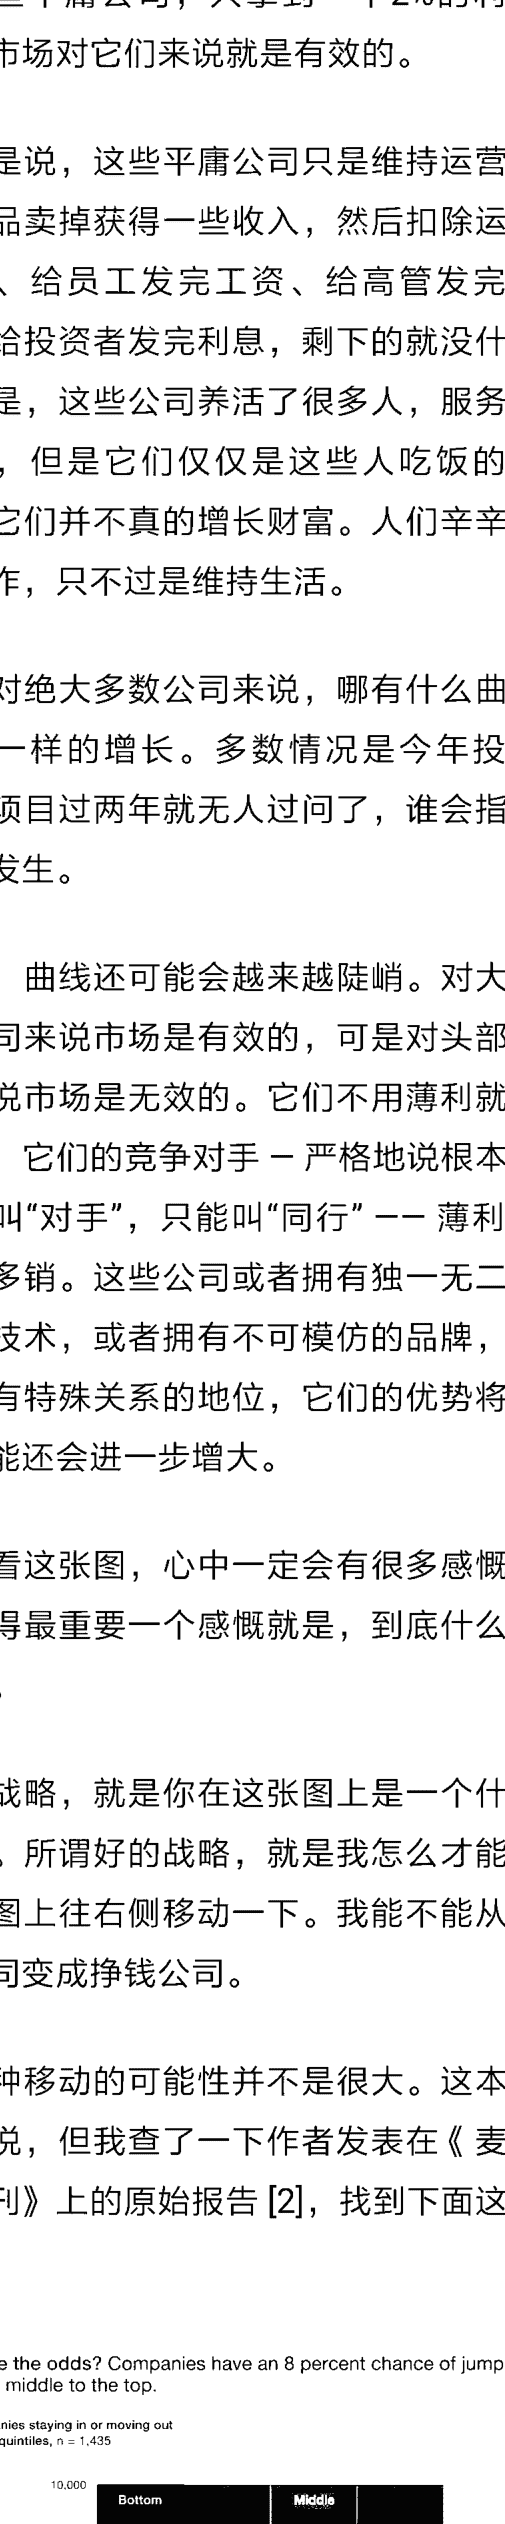 市场对它们来说就是有效的。
是说，这些平庸公司只是维持运营
品卖掉获得一些收入，然后扣除运
、给员工发完工资、给高管发完
给投资者发完利息，剩下的就没什
是，这些公司养活了很多人，服务
，但是它们仅仅是这些人吃饭的
它们并不真的增长财富。人们辛辛
作，只不过是维持生活。
对绝大多数公司来说，哪有什么曲
一样的增长。多数情况是今年投
项目过两年就无人过问了，谁会指
发生。
曲线还可能会越来越陡峭。对大
司来说市场是有效的，可是对头部
说市场是无效的。它们不用薄利就
它们的竞争对手 — 严格地说根本
叫“对手”，只能叫“同行” —— 薄利
多销。这些公司或者拥有独一无二
技术，或者拥有不可模仿的品牌，
有特殊关系的地位，它们的优势将
能还会进一步增大。
看这张图，心中一定会有很多感慨
得最重要一个感慨就是，到底什么
。
战略，就是你在这张图上是一个什
。所谓好的战略，就是我怎么才能
图上往右侧移动一下。我能不能从
司变成挣钱公司。
种移动的可能性并不是很大。这本
说，但我查了一下作者发表在《 麦
刊》上的原始报告 [2]，找到下面这
e the odds? Companies have an 8 percent chance of jump
middle to the top.
nies staying in or moving out
quintiles, n = 1,435
10,000
Bottom Middle